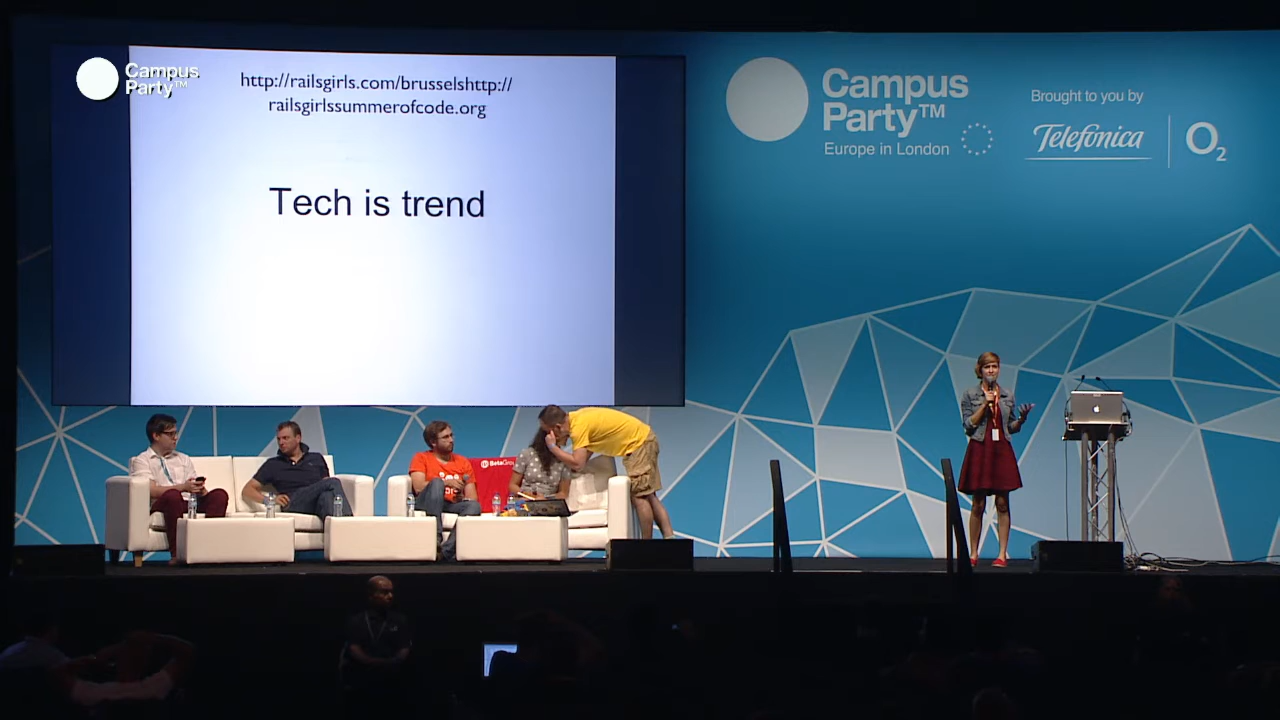 Campus
Party™
http://railsgirls.com/brusselshttp://
railsgirlssummerofcode.org
Tech is trend
Campus
Party™
Europe in London
Brought to you by
Telefónica
O2